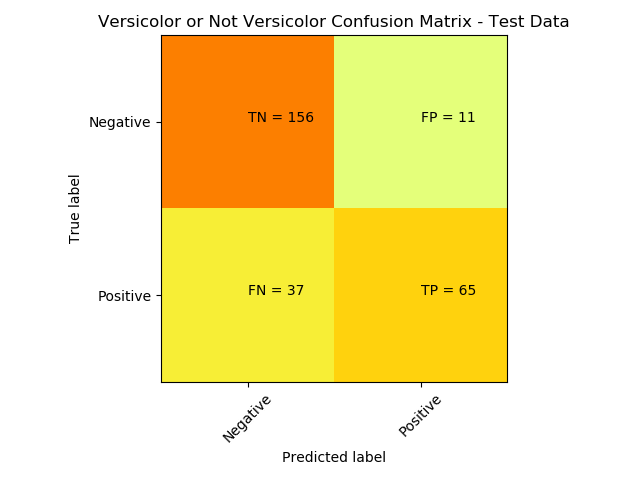 Versicolor or Not Versicolor Confusion Matrix - Test Data
True label
Negative
TN = 156
FP = 11
Positive
FN = 37
TP = 65
Negative
Positive
Predicted label